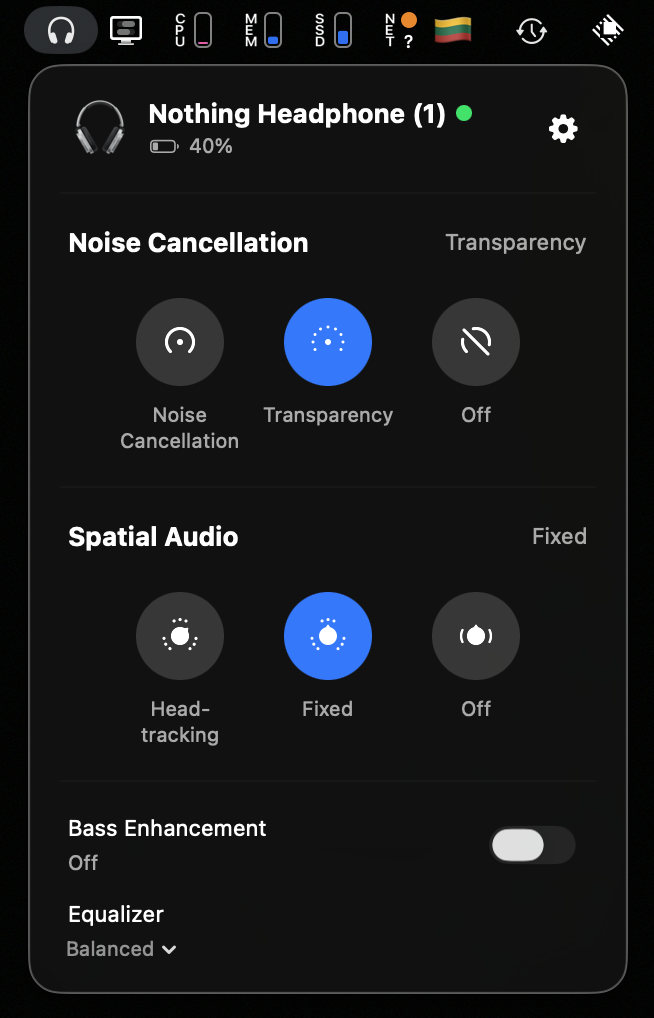 CPU
MEM
SSD
NET
?
Nothing Headphone (1)
40%
Noise Cancellation
Transparency
Noise
Cancellation
Transparency
Off
Spatial Audio
Fixed
Head-
tracking
Fixed
Off
Bass Enhancement
Off
Equalizer
Balanced